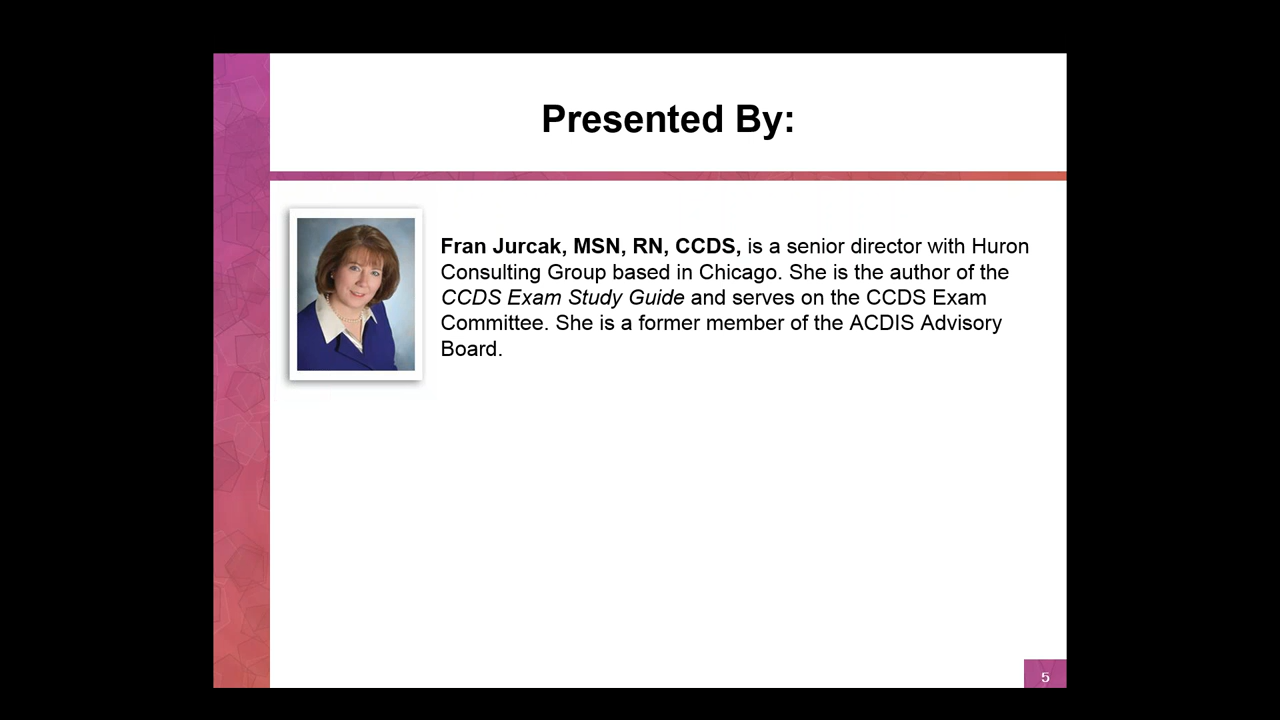 Presented By:
Fran Jurcak, MSN, RN, CCDS, is a senior director with Huron
Consulting Group based in Chicago. She is the author of the
CCDS Exam Study Guide and serves on the CCDS Exam
Committee. She is a former member of the ACDIS Advisory
Board.
5